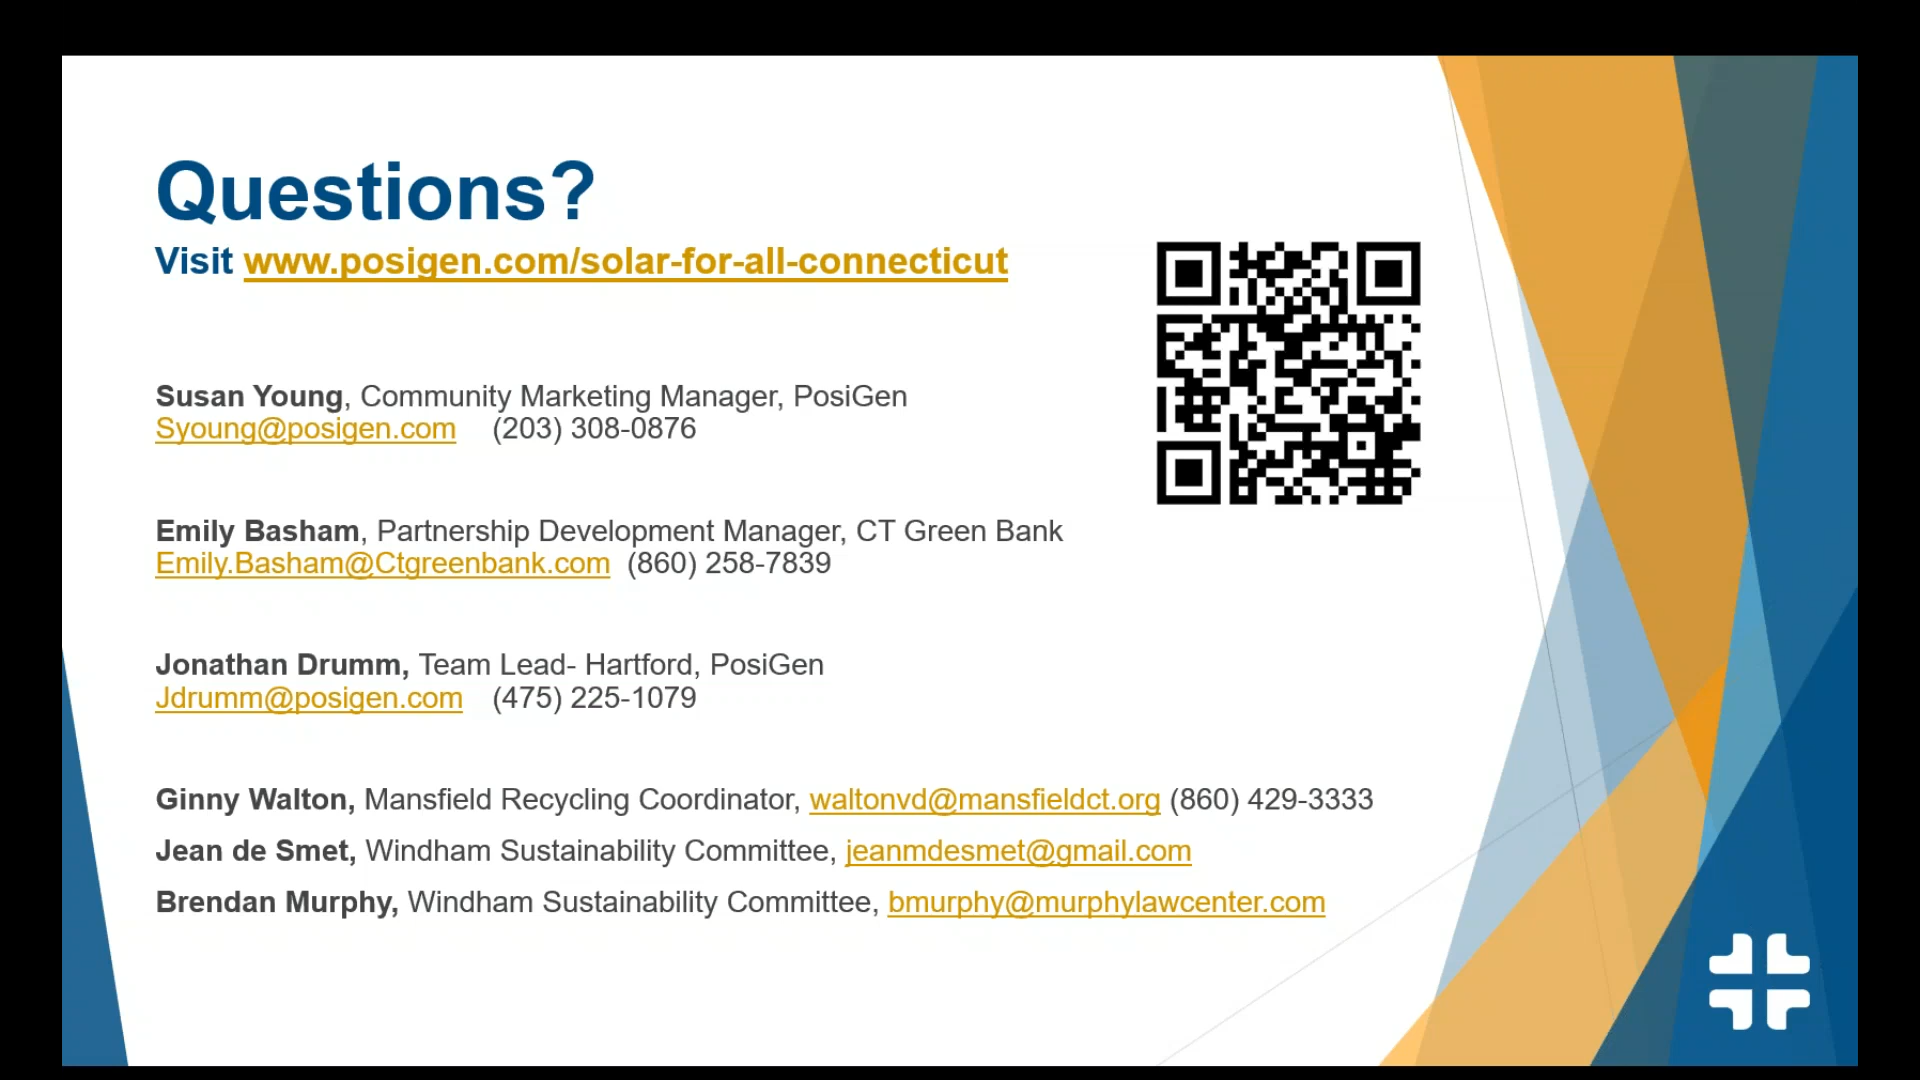 Questions?
Visit www.posigen.com/solar-for-all-connecticut
Susan Young, Community Marketing Manager, PosiGen
Syoung@posigen.com (203) 308-0876
Emily Basham, Partnership Development Manager, CT Green Bank
Emily.Basham@Ctgreenbank.com (860) 258-7839
Jonathan Drumm, Team Lead- Hartford, PosiGen
Jdrumm@posigen.com (475) 225-1079
Ginny Walton, Mansfield Recycling Coordinator, waltonvd@mansfieldct.org (860) 429-3333
Jean de Smet, Windham Sustainability Committee, jeanmdesmet@gmail.com
Brendan Murphy, Windham Sustainability Committee, bmurphy@murphylawcenter.com